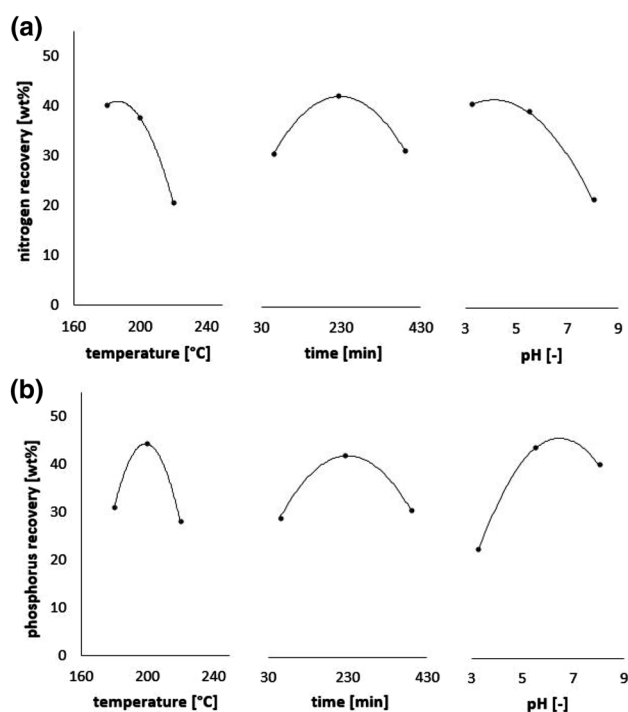 (a)
nitrogen recovery [wt%]
50
40
30
20
10
0
160 200 240
temperature [°C]
30 230 430
time [min]
3 5 7 9
pH [-]
(b)
phosphorus recovery [wt%]
50
40
30
20
10
0
160 200 240
temperature [°C]
30 230 430
time [min]
3 5 7 9
pH [-]